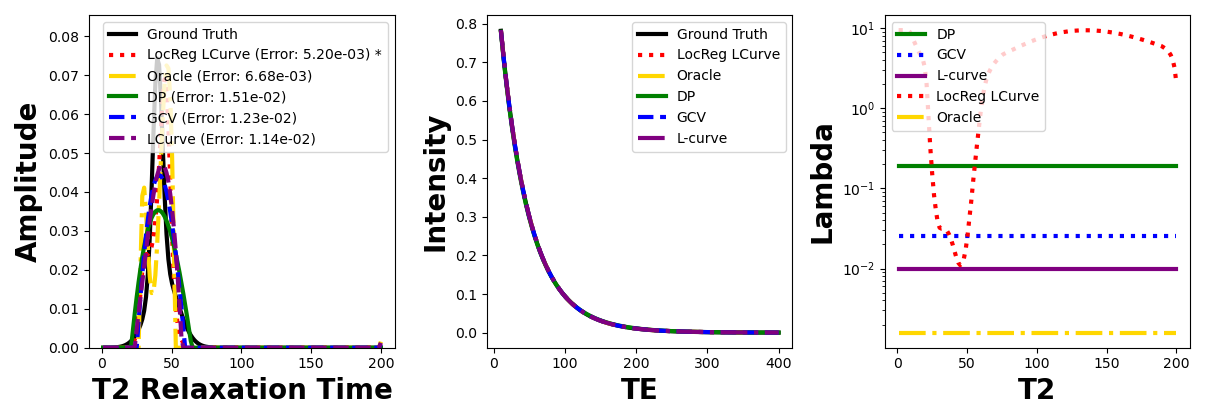 Amplitude
0.08
0.07
0.06
0.05
0.04
0.03
0.02
0.01
0.00
Ground Truth
LocReg LCurve (Error: 5.20e-03) *
Oracle (Error: 6.68e-03)
DP (Error: 1.51e-02)
GCV (Error: 1.23e-02)
LCurve (Error: 1.14e-02)
0 50 100 150 200
T2 Relaxation Time
Intensity
0.8
0.7
0.6
0.5
0.4
0.3
0.2
0.1
0.0
Ground Truth
LocReg LCurve
Oracle
DP
GCV
L-curve
0 100 200 300 400
TE
Lambda
10¹
10⁰
10⁻¹
10⁻²
DP
GCV
L-curve
LocReg LCurve
Oracle
0 50 100 150 200
T2